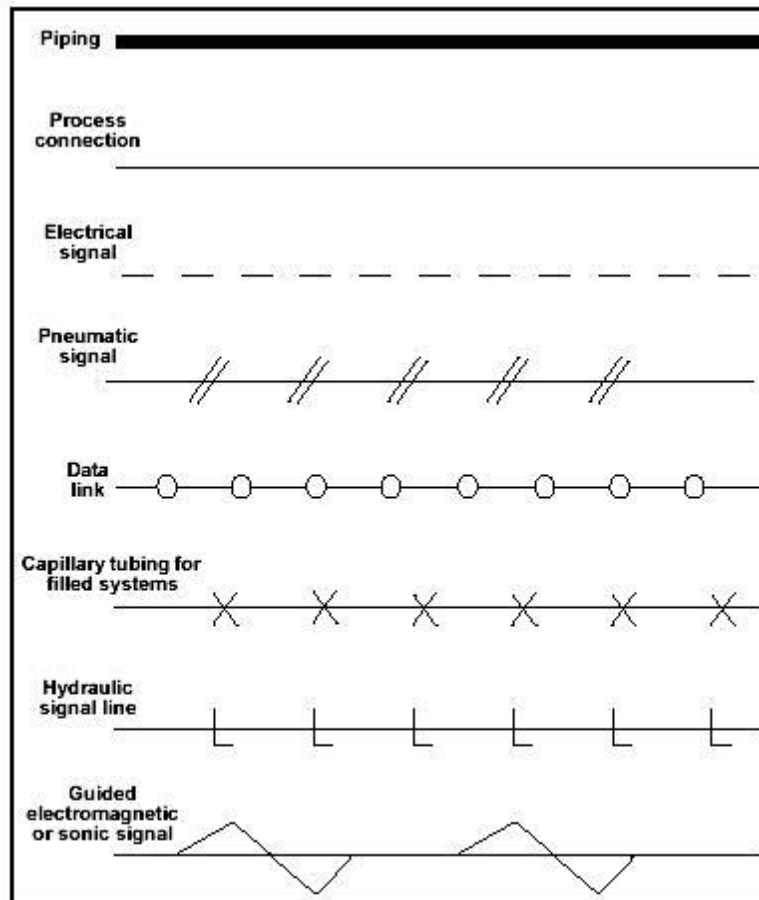 Piping
Process
connection
Electrical
signal
Pneumatic
signal
Data
link
Capillary tubing for
filled systems
Hydraulic
signal line
Guided
electromagnetic
or sonic signal